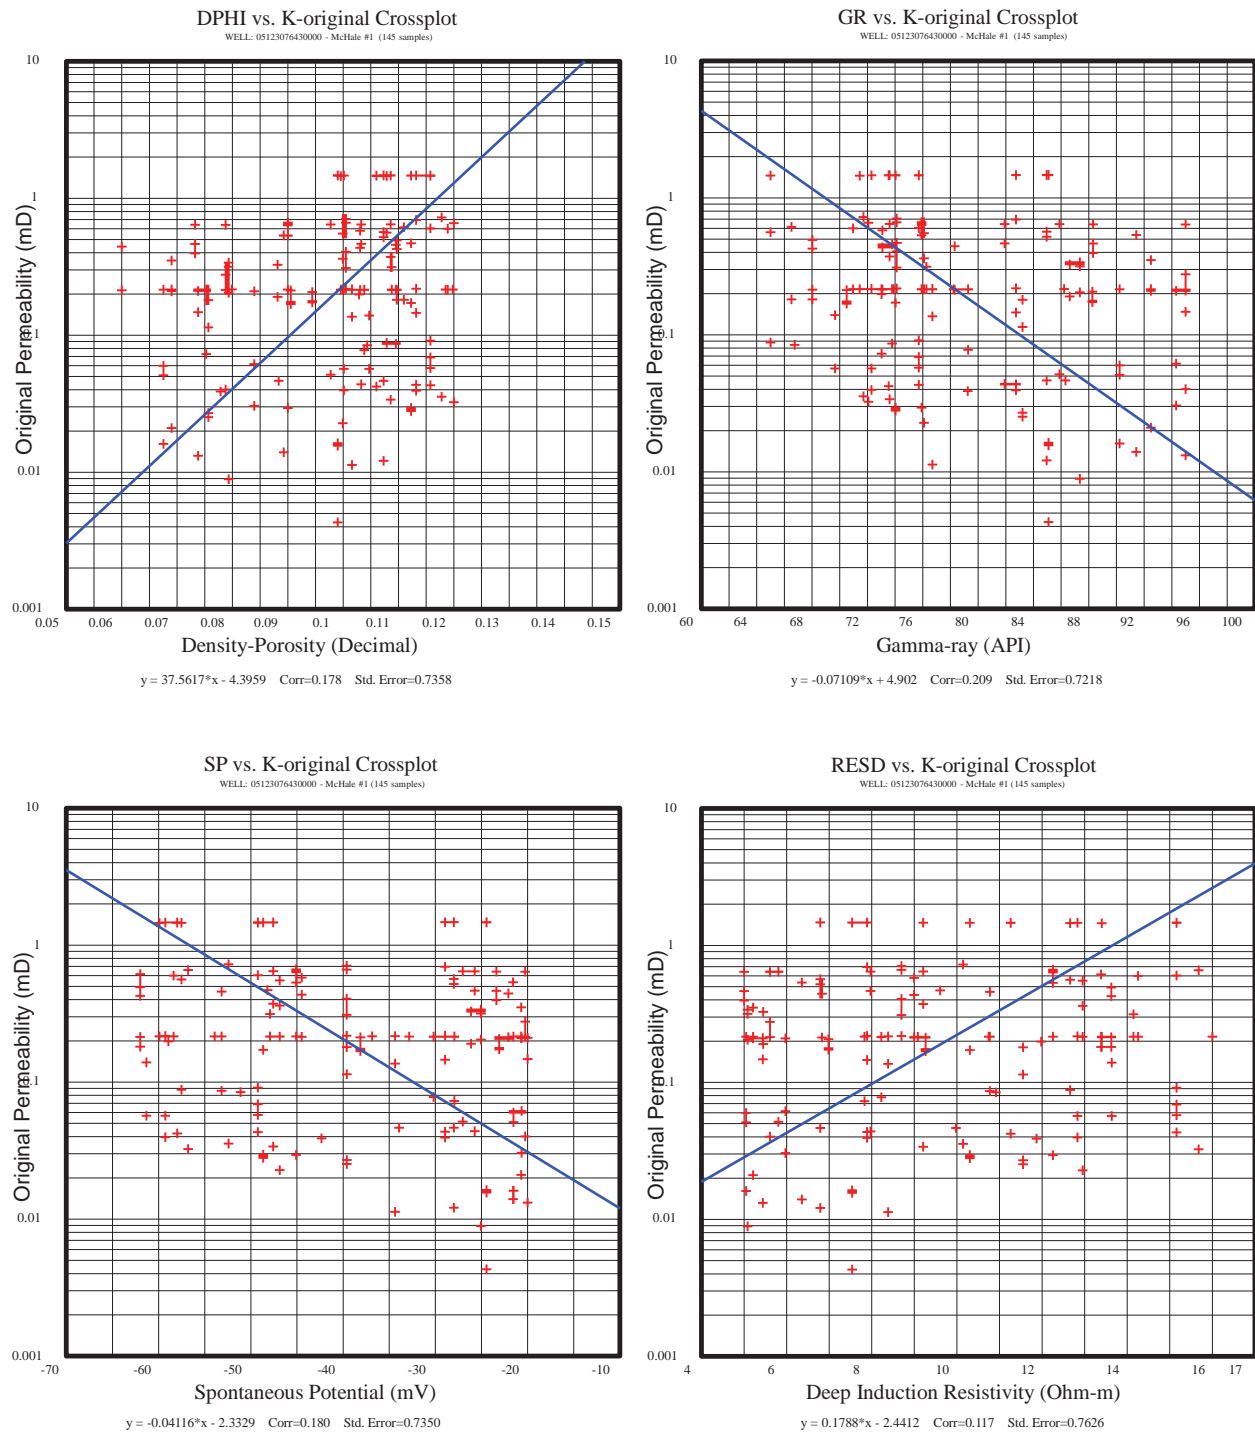 DPHI vs. K-original Crossplot
WELL: 05123076430000 - McHale #1 (145 samples)
10
1
0.1
0.01
0.001
Original Permeability (mD)
0.05 0.06 0.07 0.08 0.09 0.1 0.11 0.12 0.13 0.14 0.15
Density-Porosity (Decimal)
y = 37.5617*x - 4.3959 Corr=0.178 Std. Error=0.7358
GR vs. K-original Crossplot
WELL: 05123076430000 - McHale #1 (145 samples)
10
1
0.1
0.01
0.001
Original Permeability (mD)
60 64 68 72 76 80 84 88 92 96 100
Gamma-ray (API)
y = -0.07109*x + 4.902 Corr=0.209 Std. Error=0.7218
SP vs. K-original Crossplot
WELL: 05123076430000 - McHale #1 (145 samples)
10
1
0.1
0.01
0.001
Original Permeability (mD)
-70 -60 -50 -40 -30 -20 -10
Spontaneous Potential (mV)
y = -0.04116*x - 2.3329 Corr=0.180 Std. Error=0.7350
RESD vs. K-original Crossplot
WELL: 05123076430000 - McHale #1 (145 samples)
10
1
0.1
0.01
0.001
Original Permeability (mD)
4 6 8 10 12 14 16 17
Deep Induction Resistivity (Ohm-m)
y = 0.1788*x - 2.4412 Corr=0.117 Std. Error=0.7626